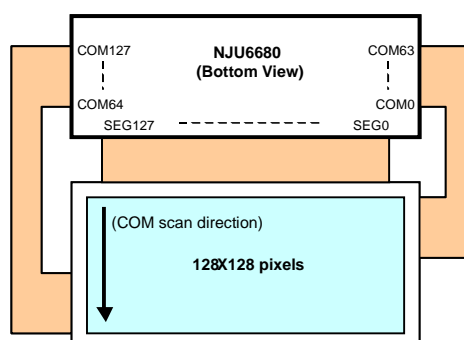 COM127
NJU6680
COM63
(Bottom View)
COM64
COM0
SEG127
SEG0
(COM scan direction)
128X128 pixels